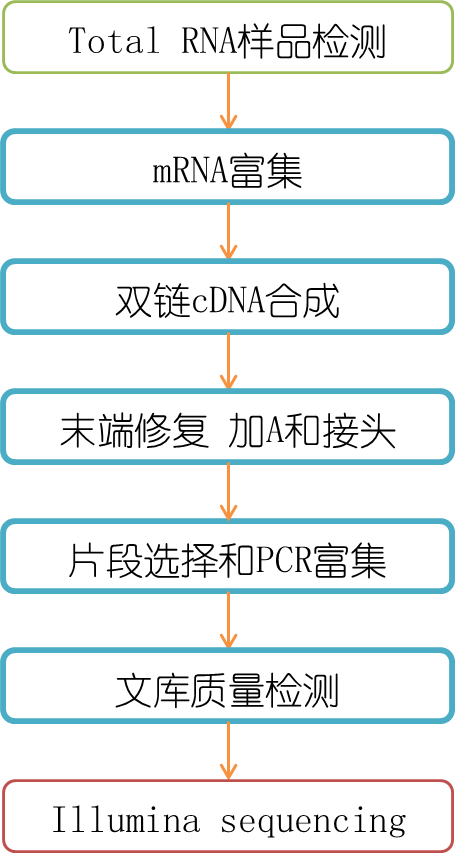 Total RNA样品检测
mRNA富集
双链cDNA合成
末端修复 加A和接头
片段选择和PCR富集
文库质量检测
Illumina sequencing